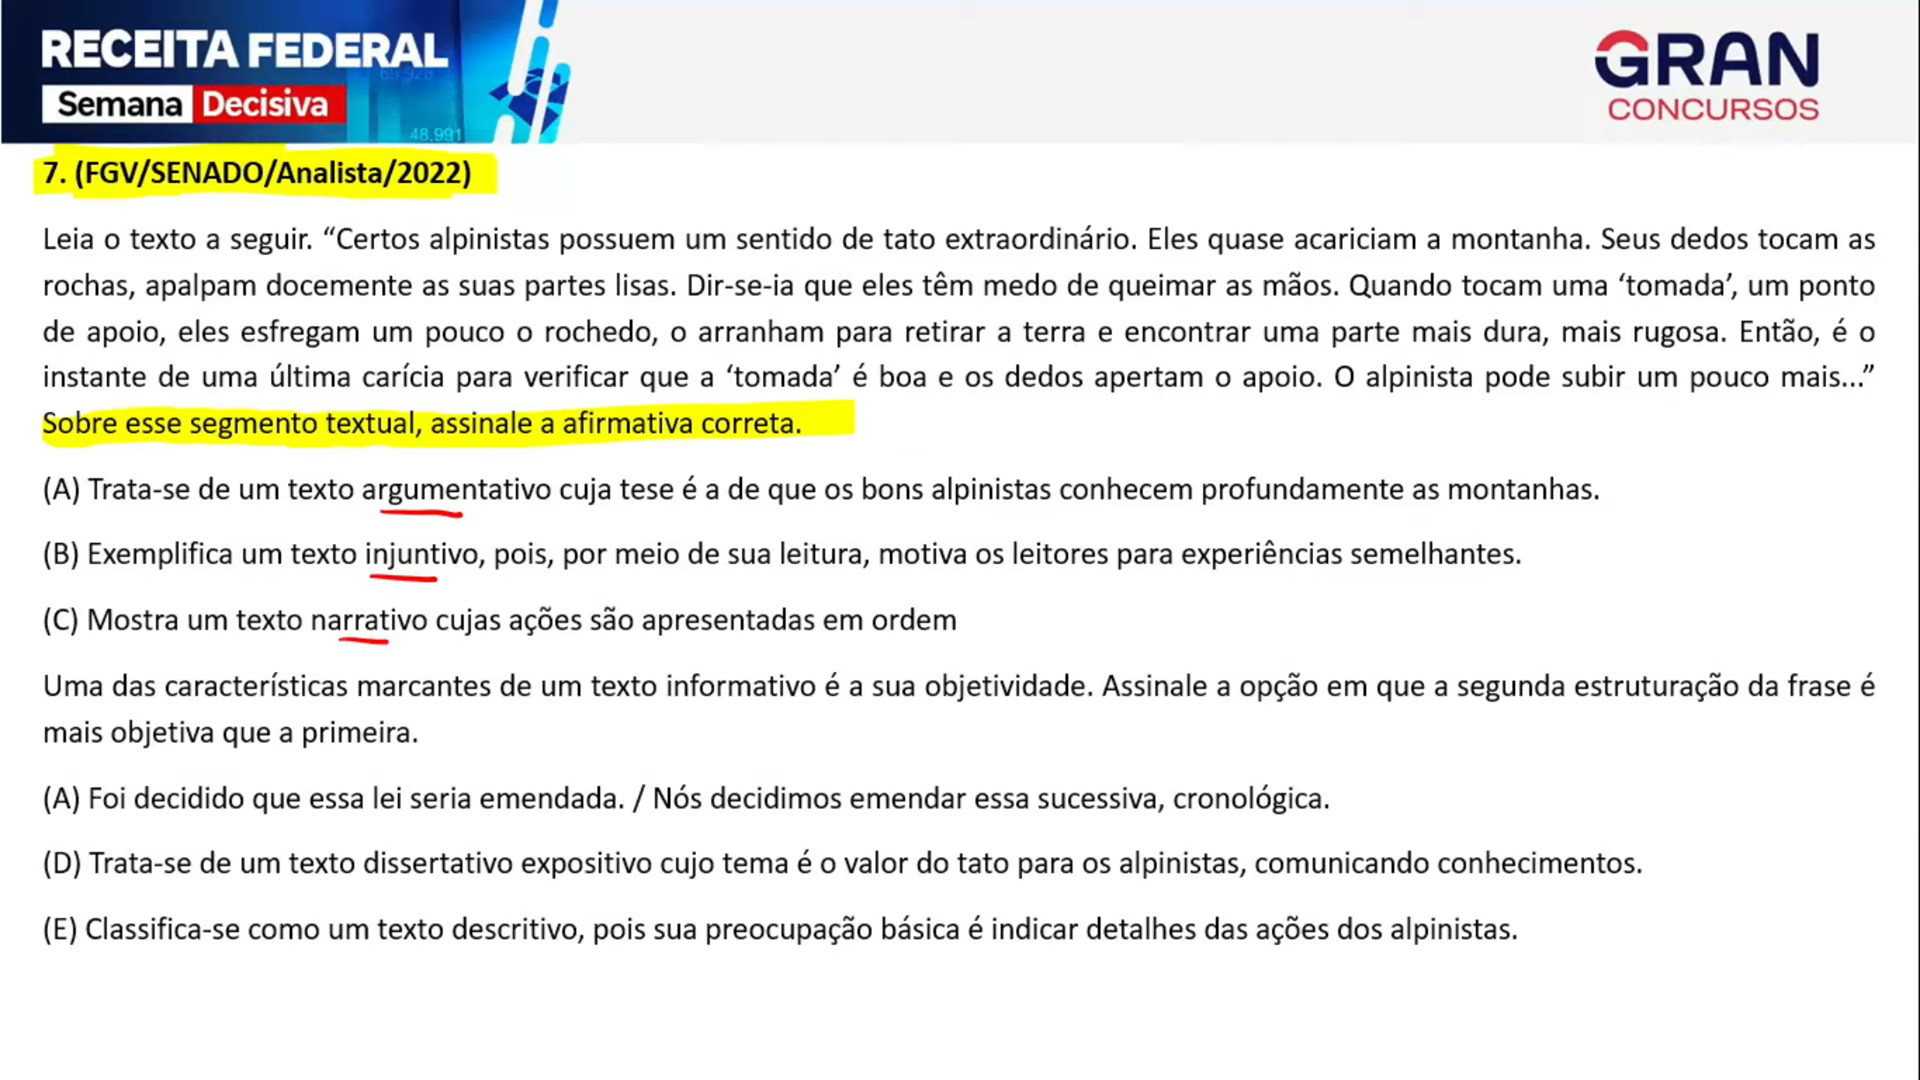 RECEITA FEDERAL
Semana Decisiva
69.928
48.991
GRAN
CONCURSOS
7. (FGV/SENADO/Analista/2022)
Leia o texto a seguir. “Certos alpinistas possuem um sentido de tato extraordinário. Eles quase acariciam a montanha. Seus dedos tocam as
rochas, apalpam docemente as suas partes lisas. Dir-se-ia que eles têm medo de queimar as mãos. Quando tocam uma ‘tomada’, um ponto
de apoio, eles esfregam um pouco o rochedo, o arranham para retirar a terra e encontrar uma parte mais dura, mais rugosa. Então, é o
instante de uma última carícia para verificar que a ‘tomada’ é boa e os dedos apertam o apoio. O alpinista pode subir um pouco mais...”
Sobre esse segmento textual, assinale a afirmativa correta.
(A) Trata-se de um texto argumentativo cuja tese é a de que os bons alpinistas conhecem profundamente as montanhas.
(B) Exemplifica um texto injuntivo, pois, por meio de sua leitura, motiva os leitores para experiências semelhantes.
(C) Mostra um texto narrativo cujas ações são apresentadas em ordem
Uma das características marcantes de um texto informativo é a sua objetividade. Assinale a opção em que a segunda estruturação da frase é
mais objetiva que a primeira.
(A) Foi decidido que essa lei seria emendada. / Nós decidimos emendar essa sucessiva, cronológica.
(D) Trata-se de um texto dissertativo expositivo cujo tema é o valor do tato para os alpinistas, comunicando conhecimentos.
(E) Classifica-se como um texto descritivo, pois sua preocupação básica é indicar detalhes das ações dos alpinistas.